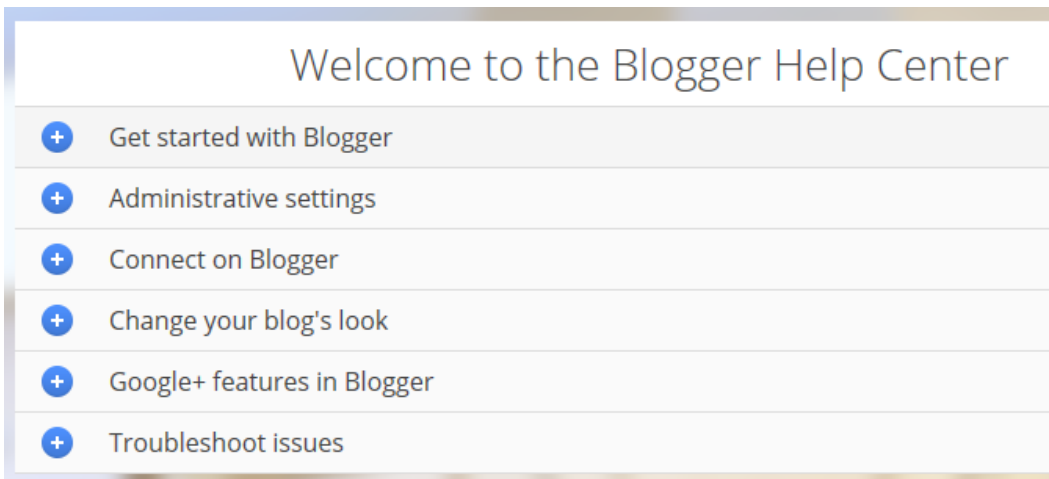 Welcome to the Blogger Help Center
Get started with Blogger
Administrative settings
Connect on Blogger
Change your blog's look
Google+ features in Blogger
Troubleshoot issues